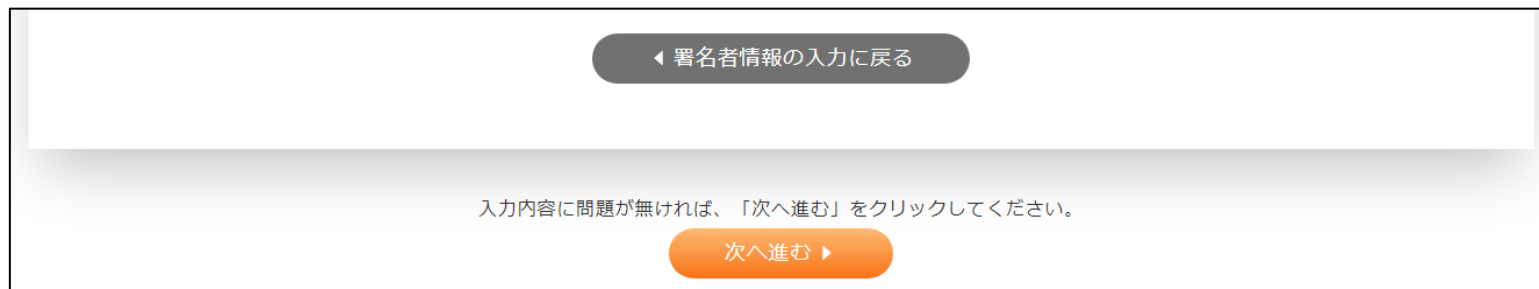 署名者情報の入力に戻る
入力内容に問題が無ければ、「次へ進む」をクリックしてください。
次へ進む